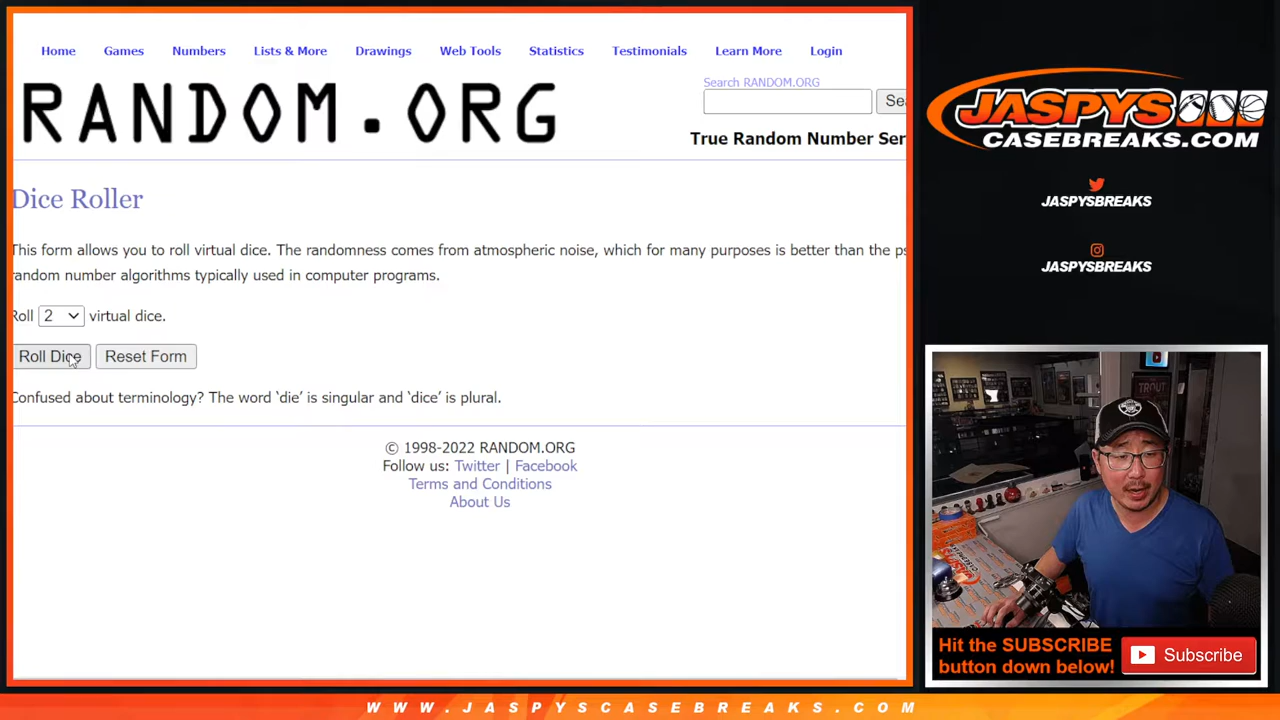 Home Games Numbers Lists & More Drawings Web Tools Statistics Testimonials Learn More Login
Search RANDOM.ORG
RANDOM.ORG
Sea
True Random Number Ser
Dice Roller
This form allows you to roll virtual dice. The randomness comes from atmospheric noise, which for many purposes is better than the ps
random number algorithms typically used in computer programs.
Roll 2 virtual dice.
Roll Dice Reset Form
Confused about terminology? The word ‘die’ is singular and ‘dice’ is plural.
© 1998-2022 RANDOM.ORG
Follow us: Twitter | Facebook
Terms and Conditions
About Us
JASPYS
CASEBREAKS.COM
JASPYSBREAKS
JASPYSBREAKS
TROUT
Hit the SUBSCRIBE
button down below!
Subscribe
WWW.JASPYSCASEBREAKS.COM